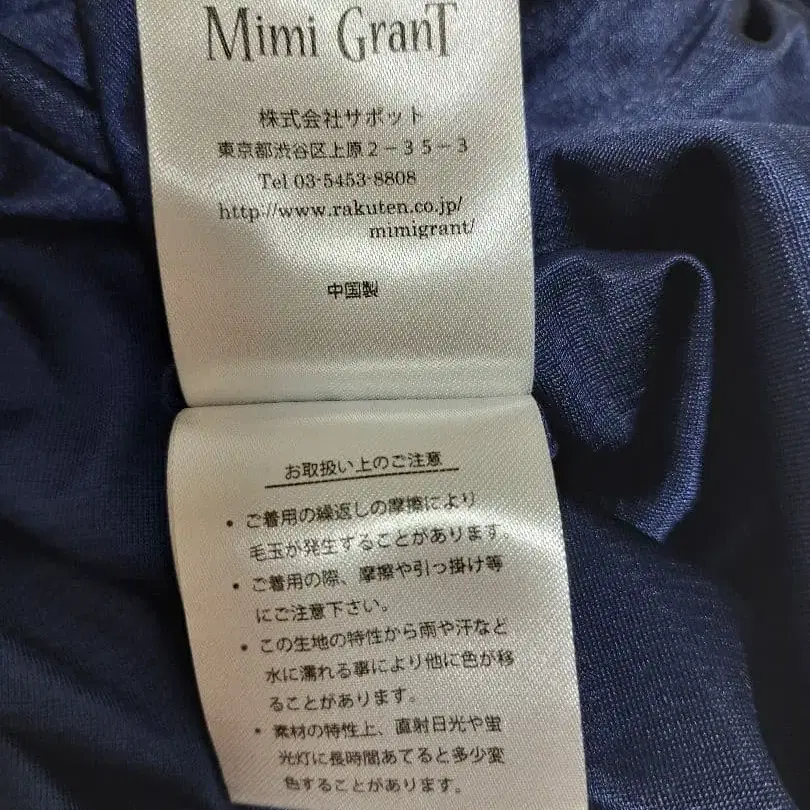 Mimi GranT
株式会社サポット
東京都渋谷区上原２－３５－３
Tel 03-5453-8808
http://www.rakuten.co.jp/
mimigrant/
中国製
お取扱い上のご注意
• ご着用の繰返しの摩擦により
毛玉が発生することがあります。
• ご着用の際、摩擦や引っ掛け等
にご注意下さい。
• この生地の特性から雨や汗など
水に濡れる事により他に色が移
ることがあります。
• 素材の特性上、直射日光や蛍
光灯に長時間あてると多少変
色することがあります。